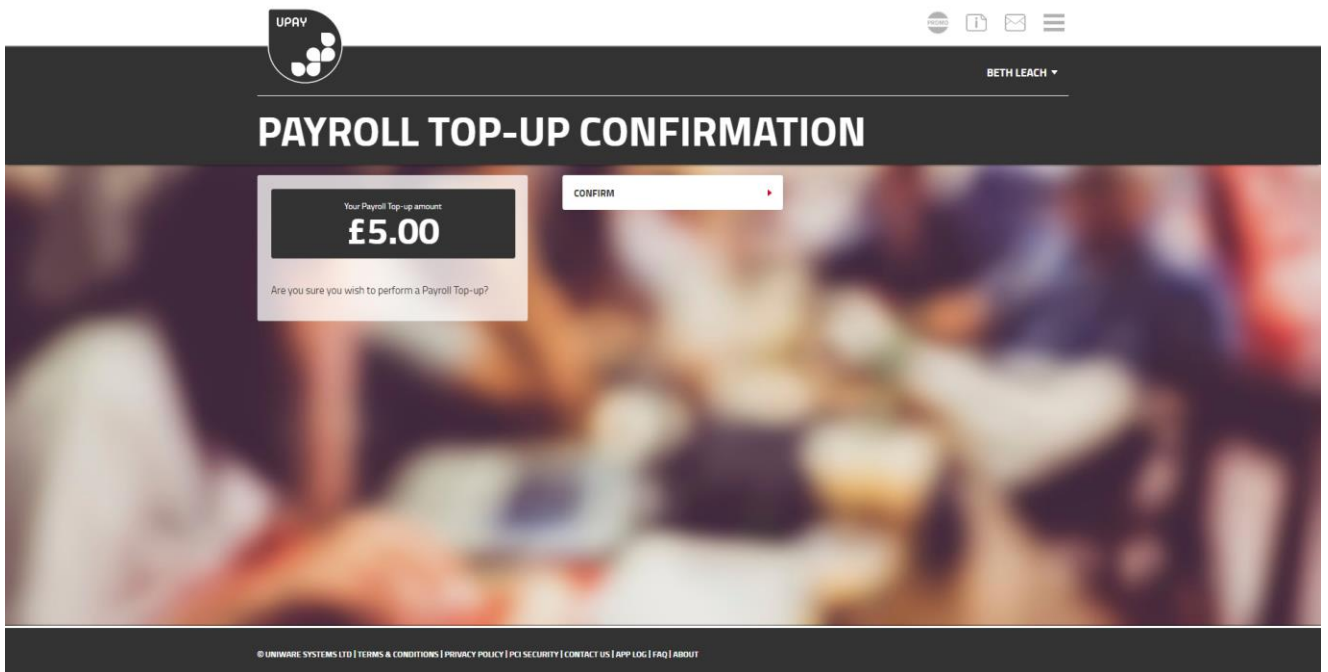 UPAY
PROMO
BETH LEACH
PAYROLL TOP-UP CONFIRMATION
Your Payroll Top-up amount
£5.00
Are you sure you wish to perform a Payroll Top-up?
CONFIRM
© UNIWARE SYSTEMS LTD | TERMS & CONDITIONS | PRIVACY POLICY | PCI SECURITY | CONTACT US | APP LOG | FAQ | ABOUT